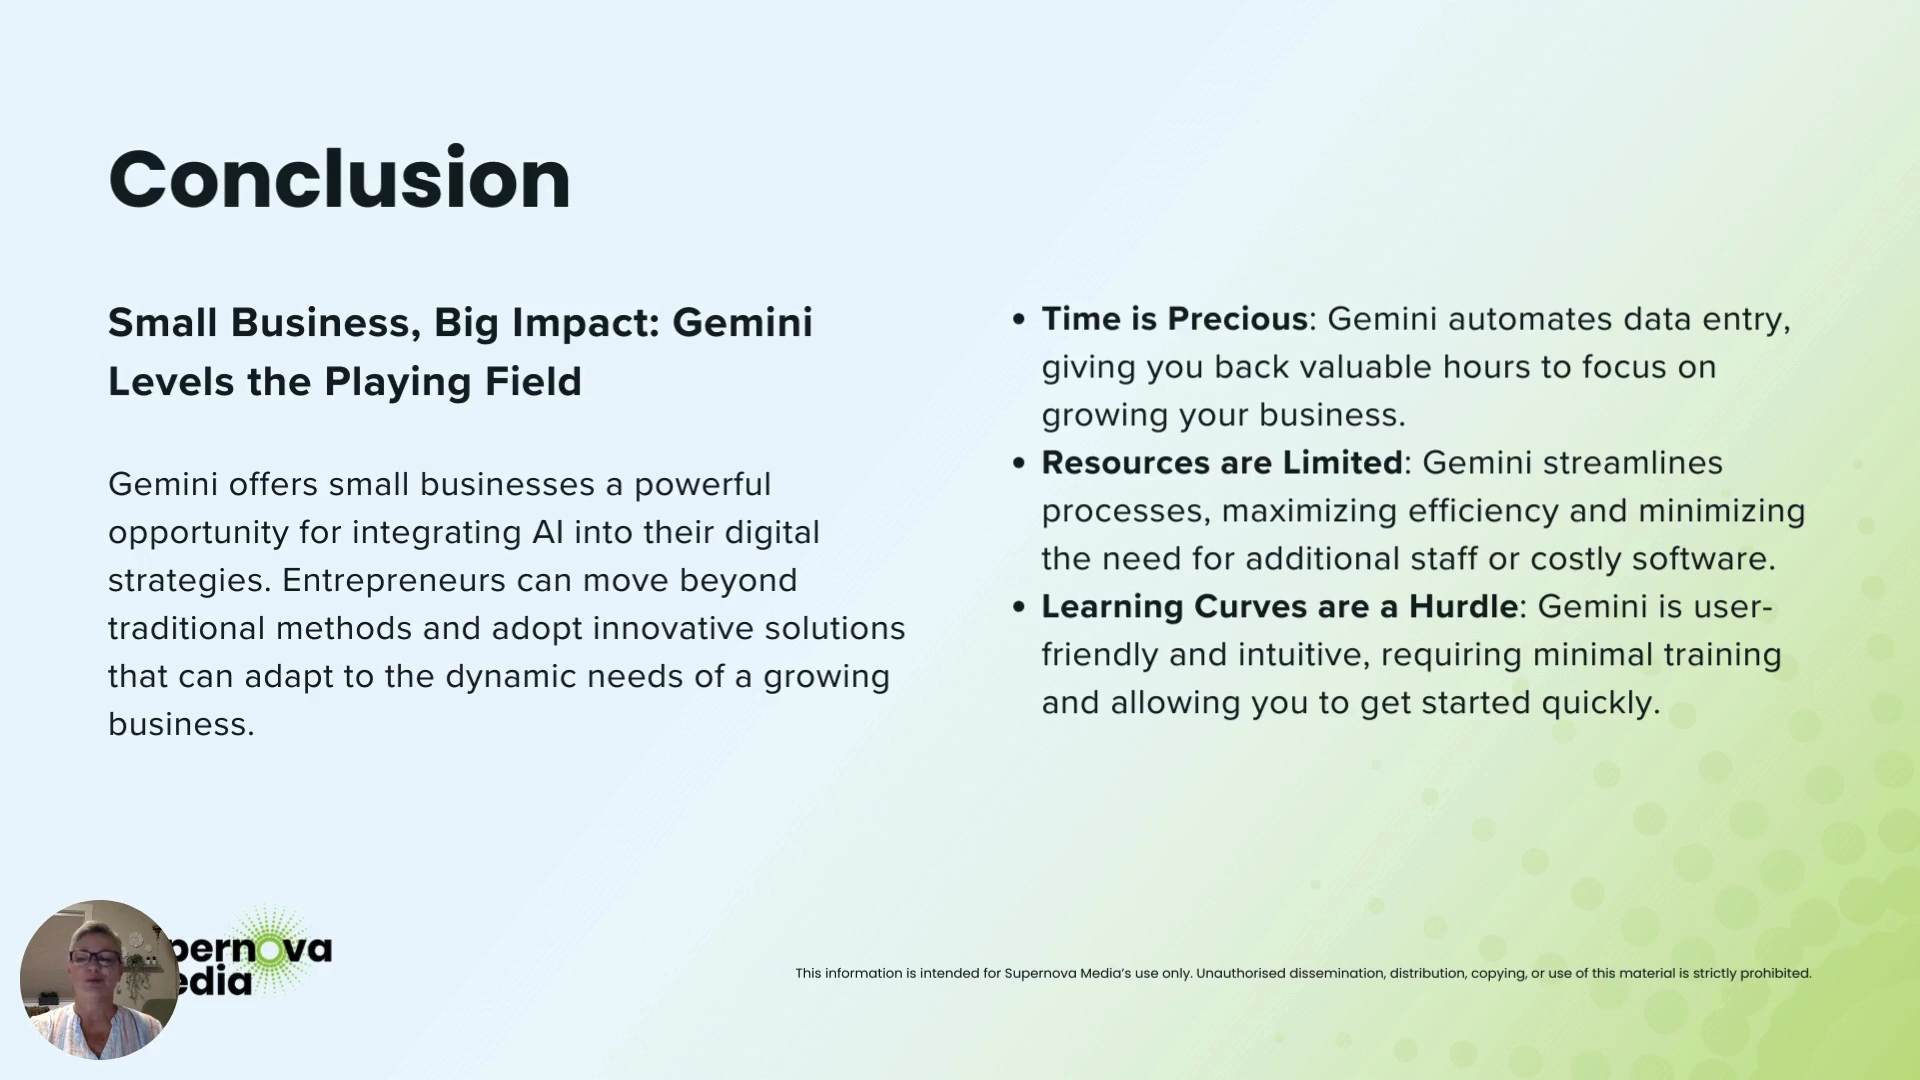 Conclusion
Small Business, Big Impact: Gemini
Levels the Playing Field
Gemini offers small businesses a powerful
opportunity for integrating AI into their digital
strategies. Entrepreneurs can move beyond
traditional methods and adopt innovative solutions
that can adapt to the dynamic needs of a growing
business.
• Time is Precious: Gemini automates data entry,
giving you back valuable hours to focus on
growing your business.
• Resources are Limited: Gemini streamlines
processes, maximizing efficiency and minimizing
the need for additional staff or costly software.
• Learning Curves are a Hurdle: Gemini is user-
friendly and intuitive, requiring minimal training
and allowing you to get started quickly.
pernova
edia
This information is intended for Supernova Media’s use only. Unauthorised dissemination, distribution, copying, or use of this material is strictly prohibited.